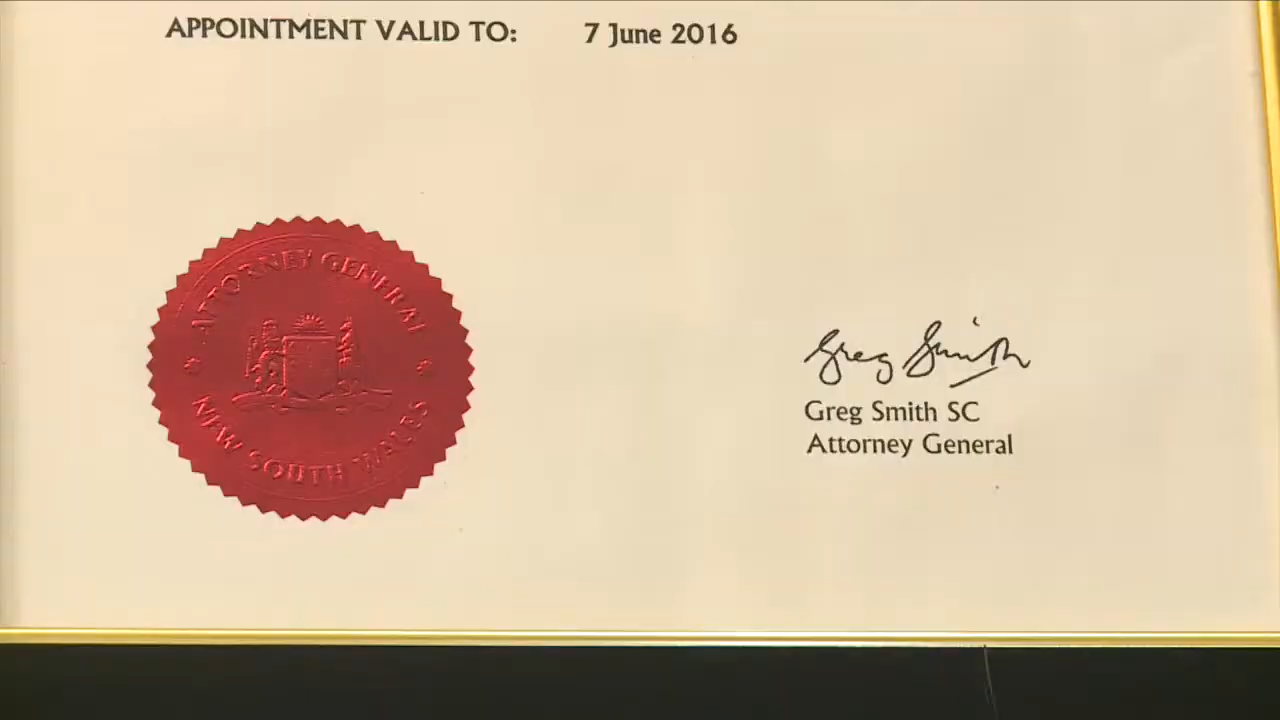 APPOINTMENT VALID TO: 7 June 2016
ATTORNEY GENERAL
NEW SOUTH WALES
Greg Smith
Greg Smith SC
Attorney General